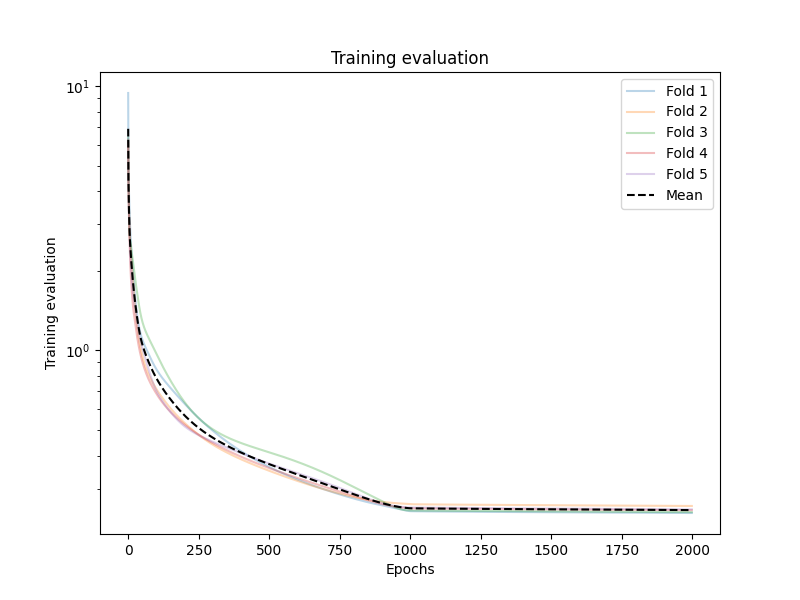 Training evaluation
Training evaluation
10¹
10⁰
0 250 500 750 1000 1250 1500 1750 2000
Epochs
Fold 1
Fold 2
Fold 3
Fold 4
Fold 5
Mean